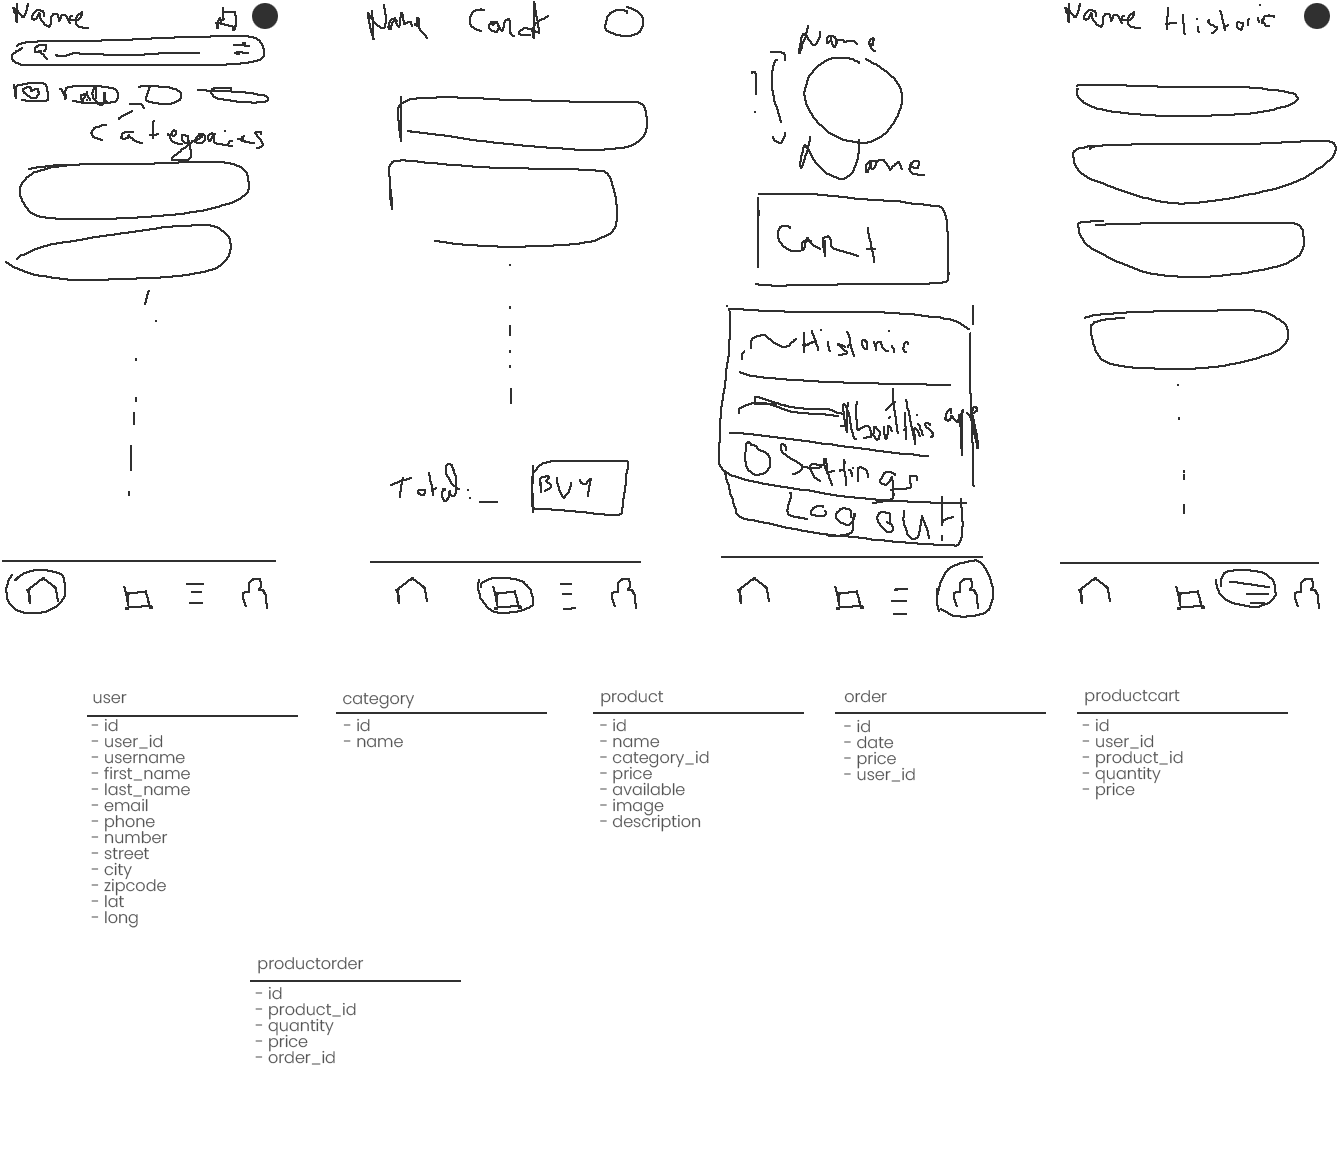 Name
Categories
Name Cart
Total: _
BUY
Name
Name
Cart
Historic
About this app
Settings
Log out
Name Historic
user
- id
- user_id
- username
- first_name
- last_name
- email
- phone
- number
- street
- city
- zipcode
- lat
- long
category
- id
- name
product
- id
- name
- category_id
- price
- available
- image
- description
order
- id
- date
- price
- user_id
productcart
- id
- user_id
- product_id
- quantity
- price
productorder
- id
- product_id
- quantity
- price
- order_id